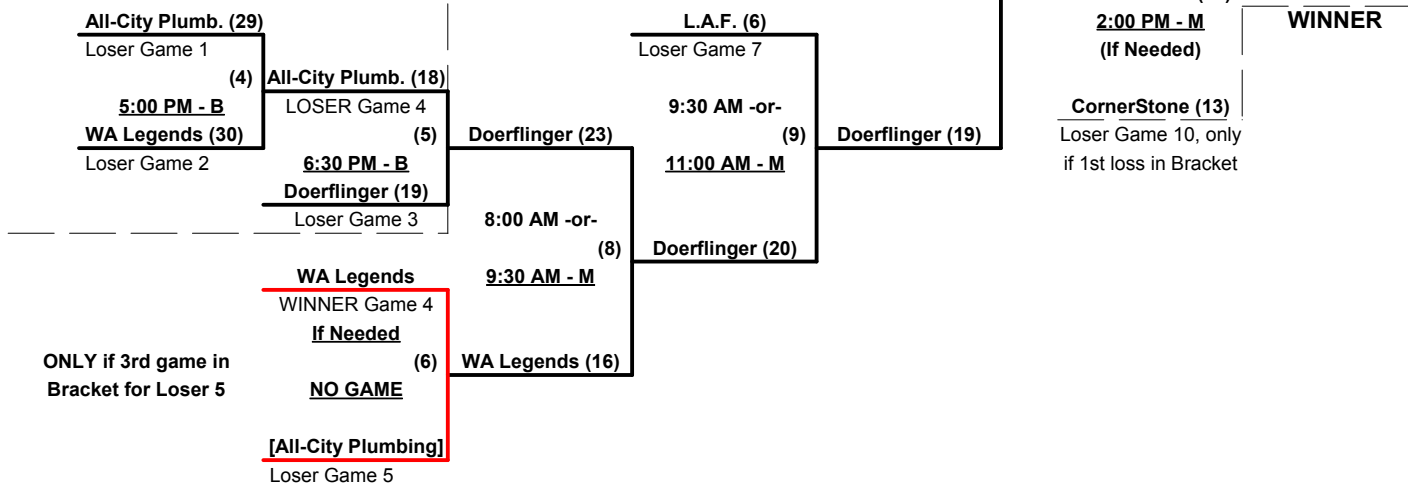 All-City Plumb. (29)
Loser Game 1
(4)
5:00 PM - B
WA Legends (30)
Loser Game 2
All-City Plumb. (18)
LOSER Game 4
(5)
6:30 PM - B
Doerflinger (19)
Loser Game 3
WA Legends
WINNER Game 4
If Needed
(6)
NO GAME
[All-City Plumbing]
Loser Game 5
ONLY if 3rd game in
Bracket for Loser 5
Doerflinger (23)
8:00 AM -or-
(8)
9:30 AM - M
WA Legends (16)
L.A.F. (6)
Loser Game 7
9:30 AM -or-
(9)
11:00 AM - M
Doerflinger (20)
Doerflinger (19)
2:00 PM - M
(If Needed)
CornerStone (13)
Loser Game 10, only
if 1st loss in Bracket
WINNER